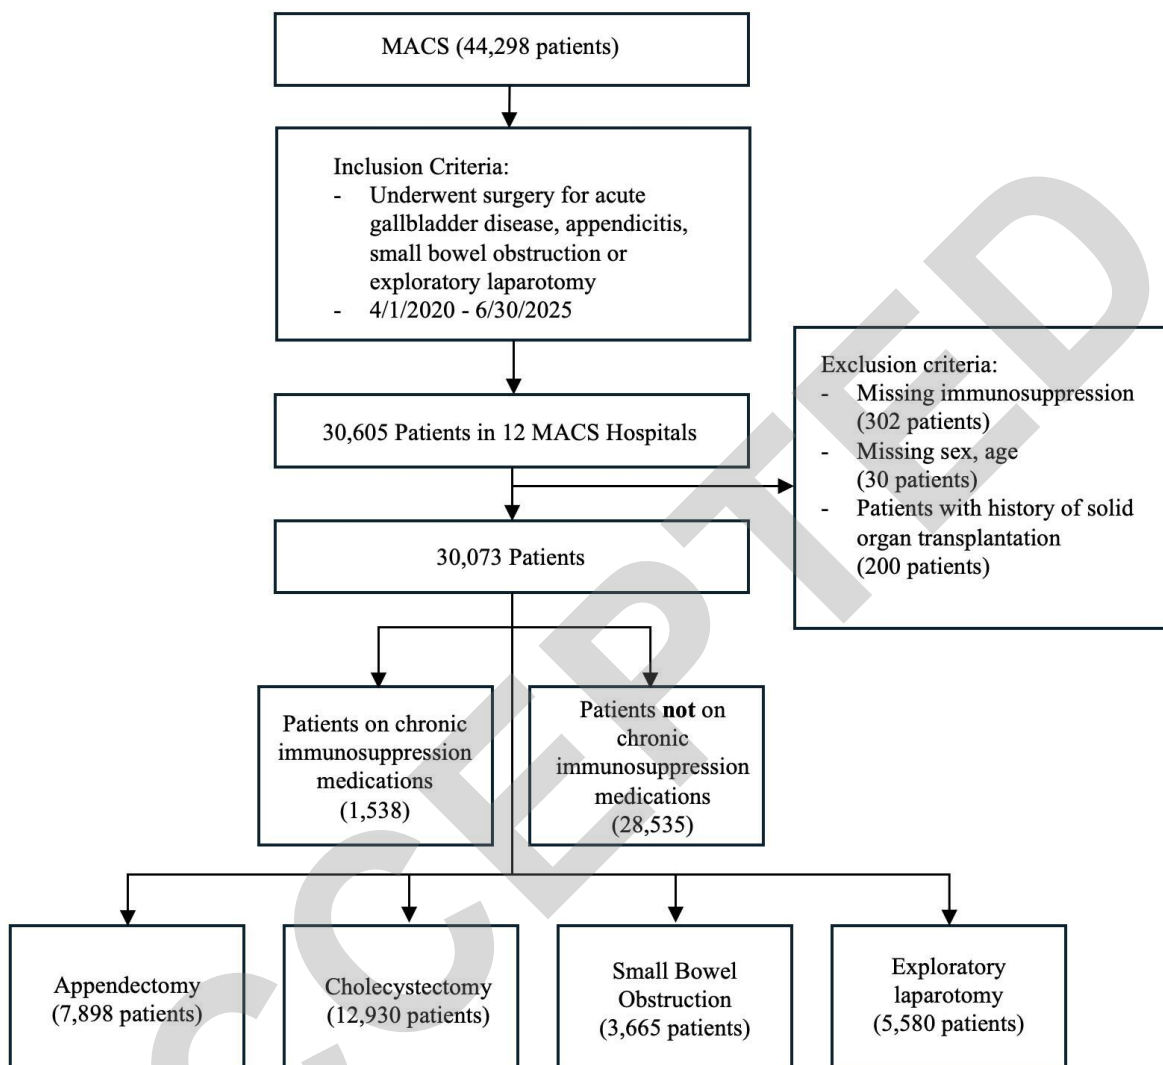 MACS (44,298 patients)
Inclusion Criteria:
- Underwent surgery for acute
gallbladder disease, appendicitis,
small bowel obstruction or
exploratory laparotomy
- 4/1/2020 - 6/30/2025
30,605 Patients in 12 MACS Hospitals
Exclusion criteria:
- Missing immunosuppression
(302 patients)
- Missing sex, age
(30 patients)
- Patients with history of solid
organ transplantation
(200 patients)
30,073 Patients
Patients on chronic
immunosuppression
medications
(1,538)
Patients not on
chronic
immunosuppression
medications
(28,535)
Appendectomy
(7,898 patients)
Cholecystectomy
(12,930 patients)
Small Bowel
Obstruction
(3,665 patients)
Exploratory
laparotomy
(5,580 patients)
CCEPTED